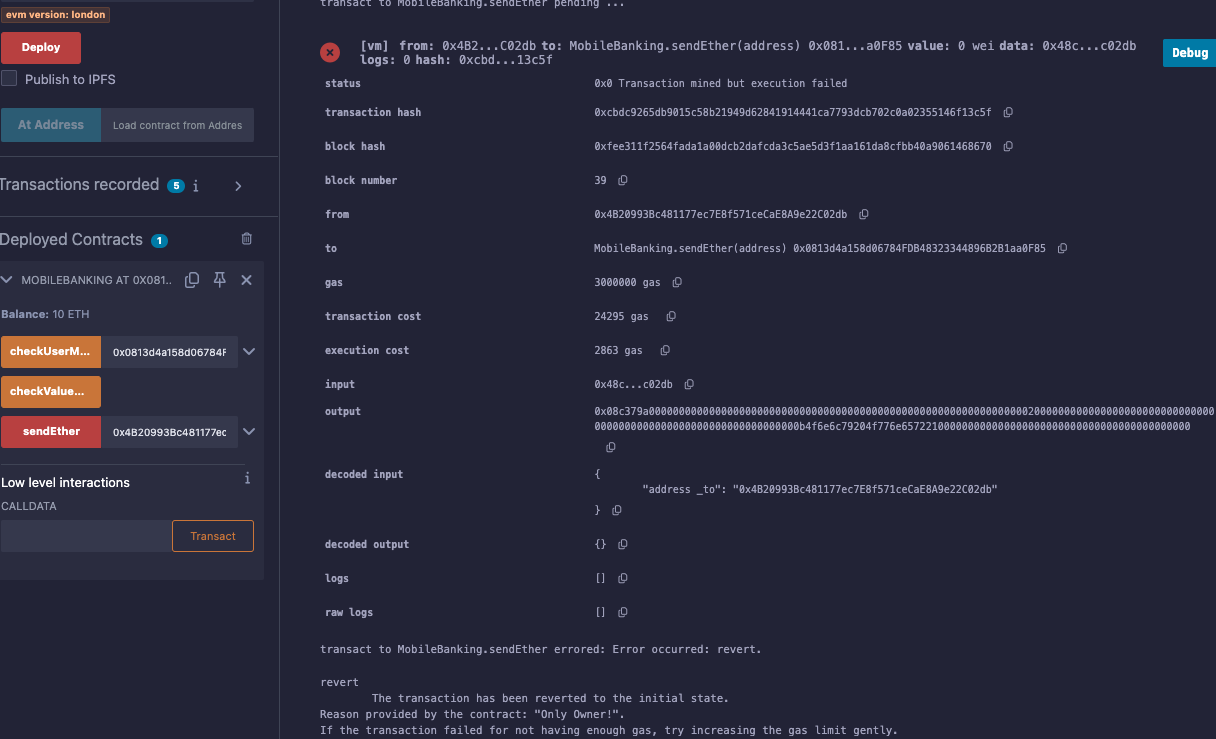 transact to MobileBanking.sendEther pending ...
evm version: london
Deploy
Publish to IPFS
At Address
Load contract from Addres
Transactions recorded 5 i
Deployed Contracts 1
MOBILEBANKING AT 0X081...
Balance: 10 ETH
checkUserM...
0x0813d4a158d06784F
checkValue...
sendEther
0x4B20993Bc481177ec
Low level interactions
i
CALLDATA
Transact
[vm] from: 0x4B2...C02db to: MobileBanking.sendEther(address) 0x081...a0F85 value: 0 wei data: 0x48c...c02db
logs: 0 hash: 0xcbd...13c5f
Debug
status 0x0 Transaction mined but execution failed
transaction hash 0xcbdc9265db9015c58b21949d62841914441ca7793dcb702c0a02355146f13c5f
block hash 0xfee311f2564fada1a00dcb2dafcda3c5ae5d3f1aa161da8cfbb40a9061468670
block number 39
from 0x4B20993Bc481177ec7E8f571ceCaE8A9e22C02db
to MobileBanking.sendEther(address) 0x0813d4a158d06784FDB48323344896B2B1aa0F85
gas 3000000 gas
transaction cost 24295 gas
execution cost 2863 gas
input 0x48c...c02db
output
decoded input {
"address _to": "0x4B20993Bc481177ec7E8f571ceCaE8A9e22C02db"
}
decoded output {}
logs []
raw logs []
transact to MobileBanking.sendEther errored: Error occurred: revert.
revert
The transaction has been reverted to the initial state.
Reason provided by the contract: "Only Owner!".
If the transaction failed for not having enough gas, try increasing the gas limit gently.